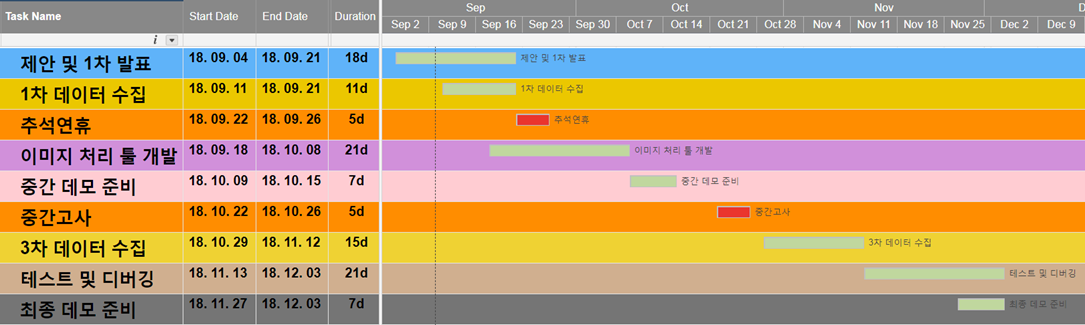 Task Name Start Date End Date Duration Sep Oct Nov D
Sep 2 Sep 9 Sep 16 Sep 23 Sep 30 Oct 7 Oct 14 Oct 21 Oct 28 Nov 4 Nov 11 Nov 18 Nov 25 Dec 2 Dec 9
i
제안 및 1차 발표 18. 09. 04 18. 09. 21 18d 제안 및 1차 발표
1차 데이터 수집 18. 09. 11 18. 09. 21 11d 1차 데이터 수집
추석연휴 18. 09. 22 18. 09. 26 5d 추석연휴
이미지 처리 툴 개발 18. 09. 18 18. 10. 08 21d 이미지 처리 툴 개발
중간 데모 준비 18. 10. 09 18. 10. 15 7d 중간 데모 준비
중간고사 18. 10. 22 18. 10. 26 5d 중간고사
3차 데이터 수집 18. 10. 29 18. 11. 12 15d 3차 데이터 수집
테스트 및 디버깅 18. 11. 13 18. 12. 03 21d 테스트 및 디버깅
최종 데모 준비 18. 11. 27 18. 12. 03 7d 최종 데모 준비